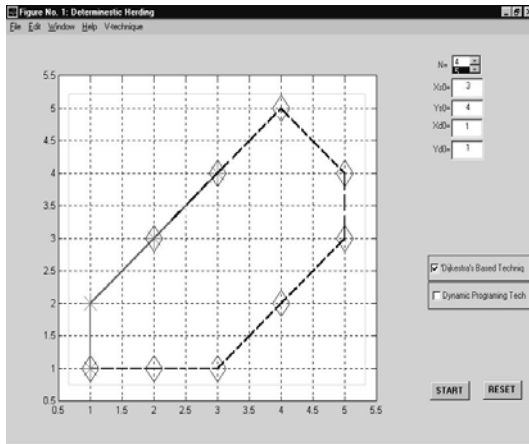 Figure No. 1: Determinestic Herding
File Edit Window Help V-technique
5.5
5
4.5
4
3.5
3
2.5
2
1.5
1
0.5
0.5 1 1.5 2 2.5 3 3.5 4 4.5 5 5.5
N= 4
5
Xs0= 3
Ys0= 4
Xd0= 1
Yd0= 1
'Dijkestra's Based Techniq
Dynamic Programing Tech
START RESET